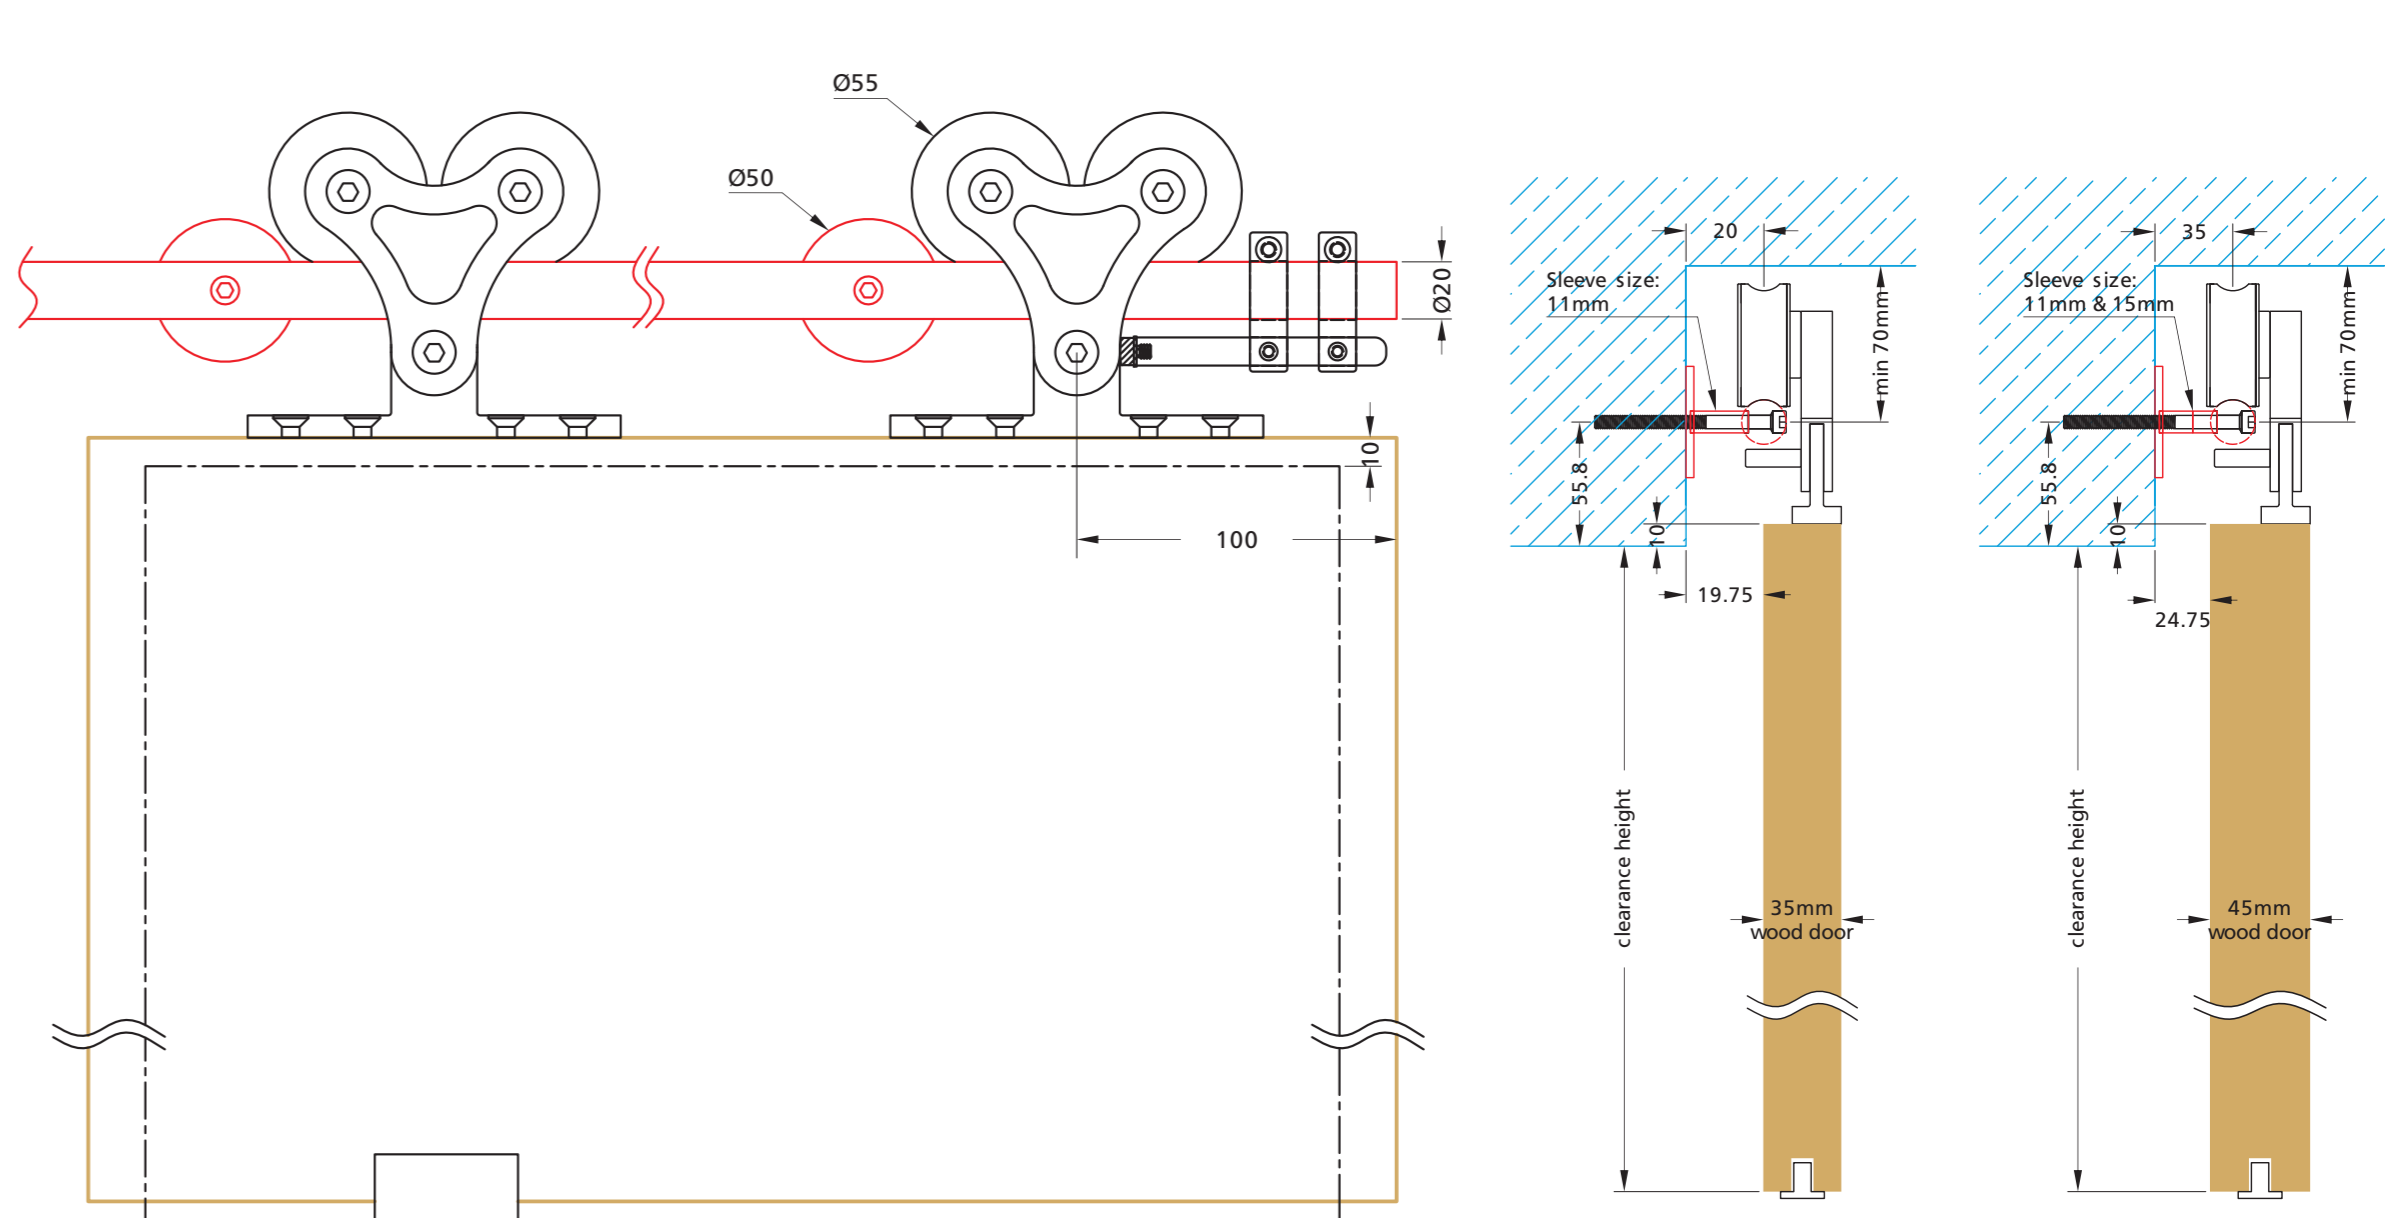 Ø55
Ø50
Ø20
10
100
20
Sleeve size:
11mm
min 70mm
55.8
10
19.75
clearance height
35mm
wood door
35
Sleeve size:
11mm & 15mm
min 70mm
55.8
10
24.75
clearance height
45mm
wood door